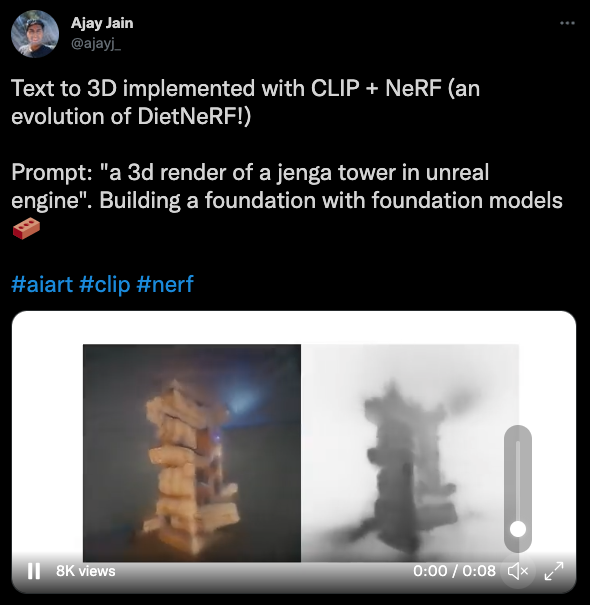 Ajay Jain
@ajayj_
Text to 3D implemented with CLIP + NeRF (an
evolution of DietNeRF!)
Prompt: "a 3d render of a jenga tower in unreal
engine". Building a foundation with foundation models
#aiart #clip #nerf
8K views
0:00 / 0:08